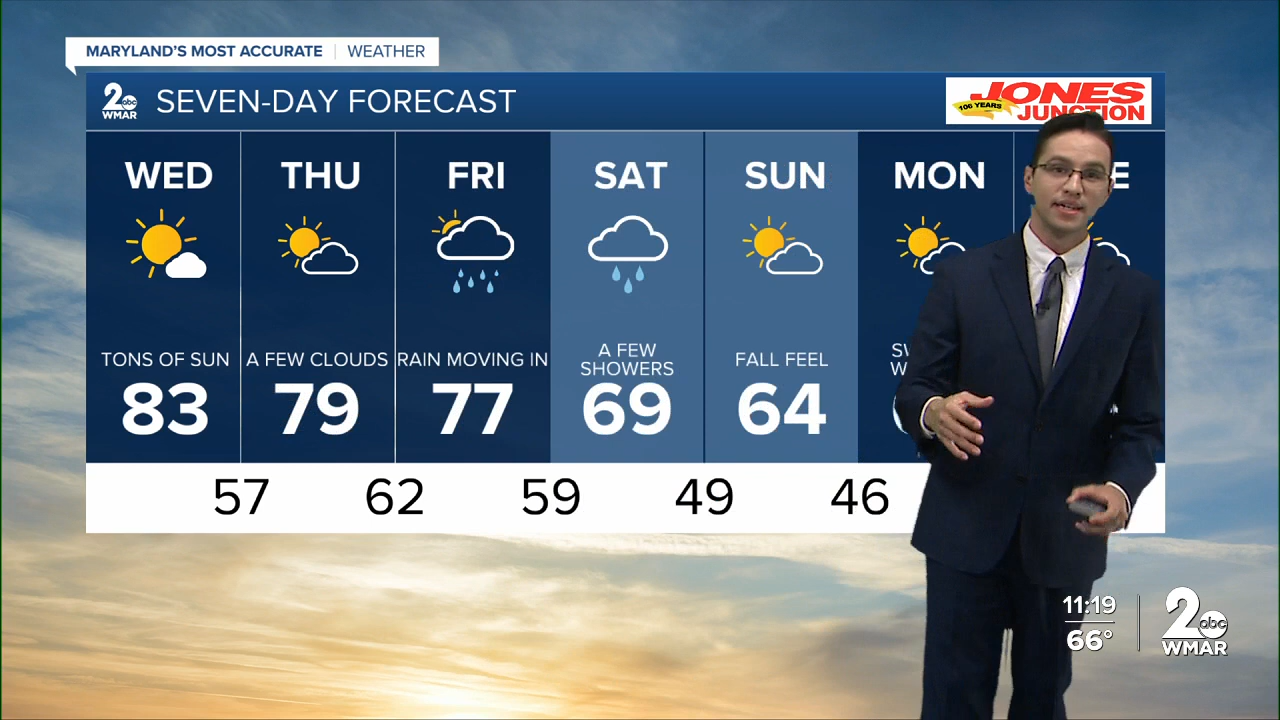 MARYLAND'S MOST ACCURATE | WEATHER
2 abc WMAR
SEVEN-DAY FORECAST
JONES
106 YEARS
JUNCTION
WED THU FRI SAT SUN MON
TONS OF SUN
A FEW CLOUDS
RAIN MOVING IN
A FEW
SHOWERS
FALL FEEL
83 79 77 69 64
57 62 59 49 46
11:19
66°
2 abc
WMAR